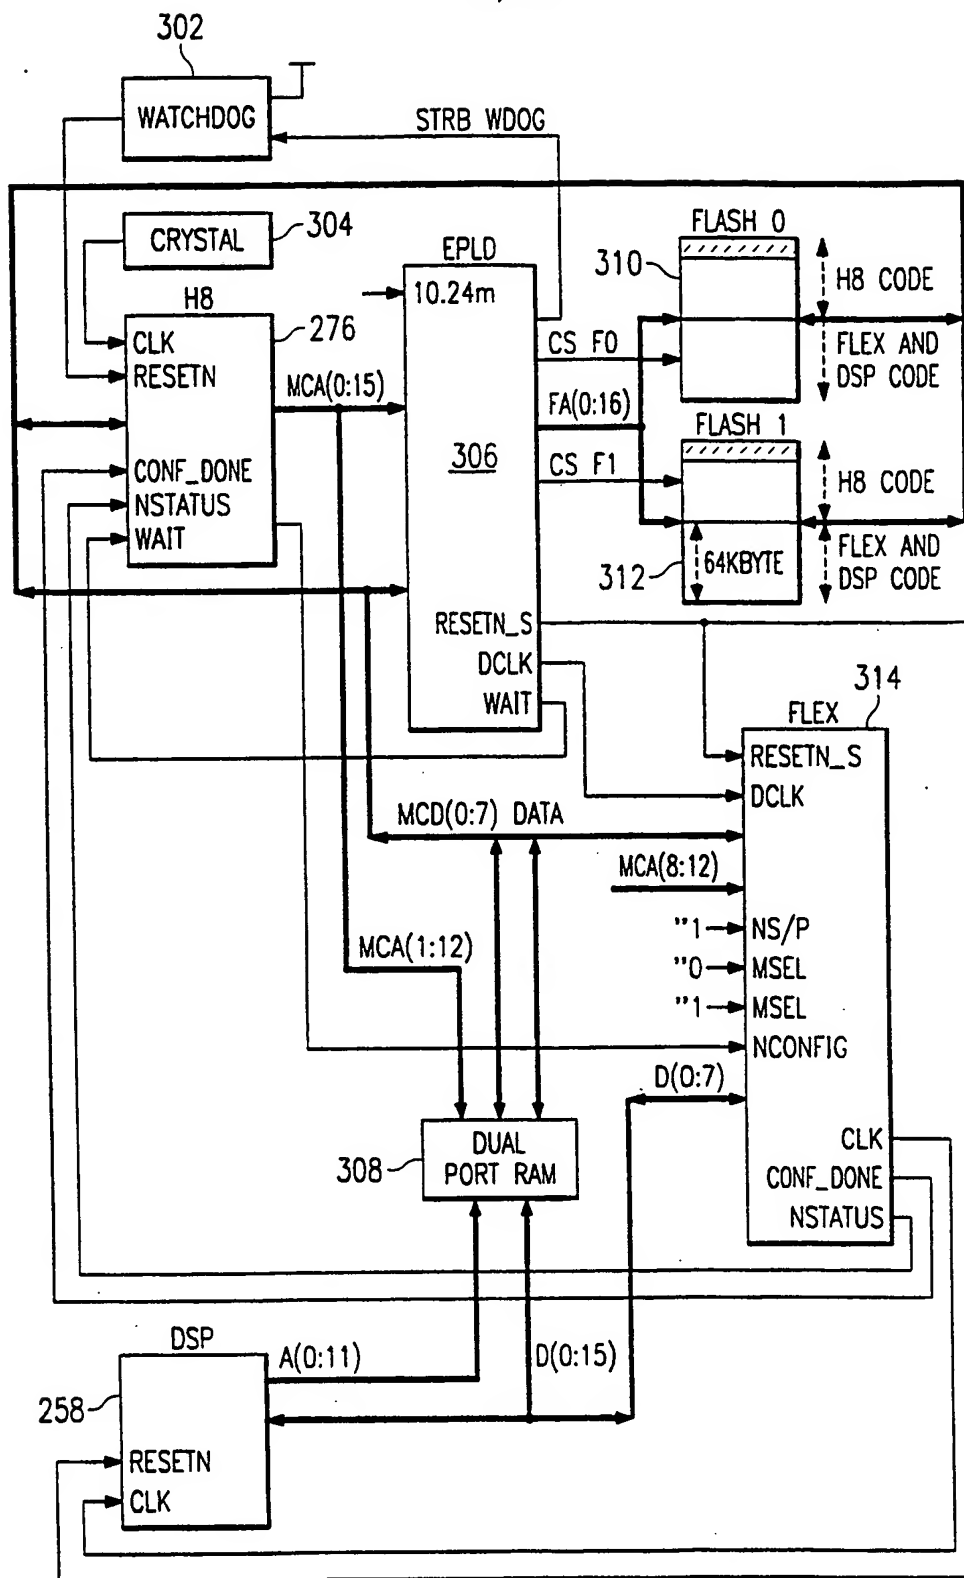 302
WATCHDOG
STRB WDOG
CRYSTAL
304
FLASH 0
EPLD
310
H8 CODE
10.24m
H8
276
CLK
RESETN
CS F0
FLEX AND
DSP CODE
MCA(0:15)
FA(0:16)
FLASH 1
306
CS F1
CONF_DONE
H8 CODE
NSTATUS
WAIT
312
64KBYTE
FLEX AND
DSP CODE
RESETN_S
DCLK
WAIT
314
FLEX
RESETN_S
DCLK
MCD(0:7) DATA
MCA(8:12)
"1
NS/P
MCA(1:12)
"0
MSEL
"1
MSEL
NCONFIG
D(0:7)
DUAL
PORT RAM
308
CLK
CONF_DONE
NSTATUS
DSP
A(0:11)
D(0:15)
258
RESETN
CLK